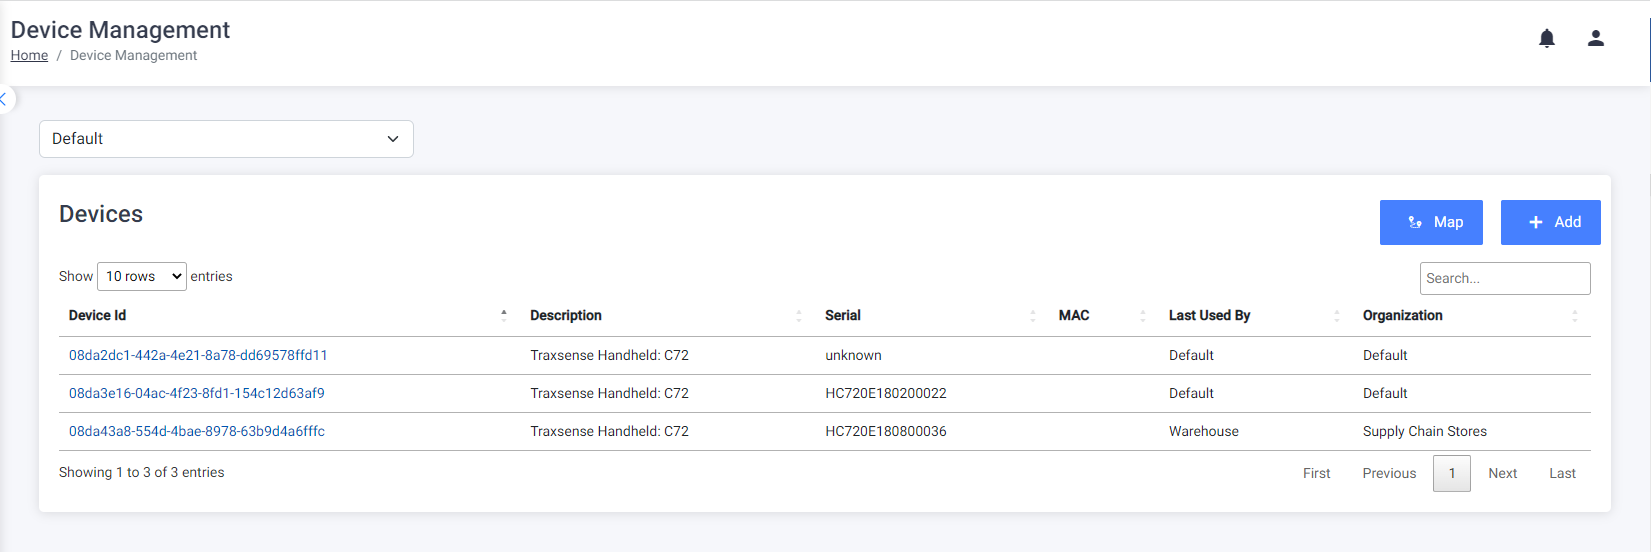 Device Management
Home / Device Management
Default
Devices
Map
Add
Show 10 rows entries
Search...
Device Id Description Serial MAC Last Used By Organization
08da2dc1-442a-4e21-8a78-dd69578ffd11 Traxsense Handheld: C72 unknown Default Default
08da3e16-04ac-4f23-8fd1-154c12d63af9 Traxsense Handheld: C72 HC720E180200022 Default Default
08da43a8-554d-4bae-8978-63b9d4a6fffc Traxsense Handheld: C72 HC720E180800036 Warehouse Supply Chain Stores
Showing 1 to 3 of 3 entries First Previous 1 Next Last